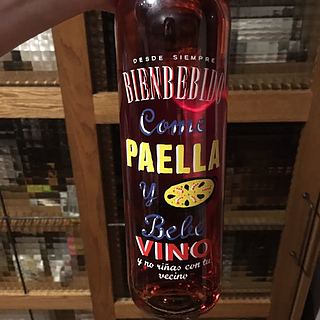 DESDE SIEMPRE
BIENBEBIDO
Come
PAELLA
y
Bebe
VINO
y no riñas con tu
vecino